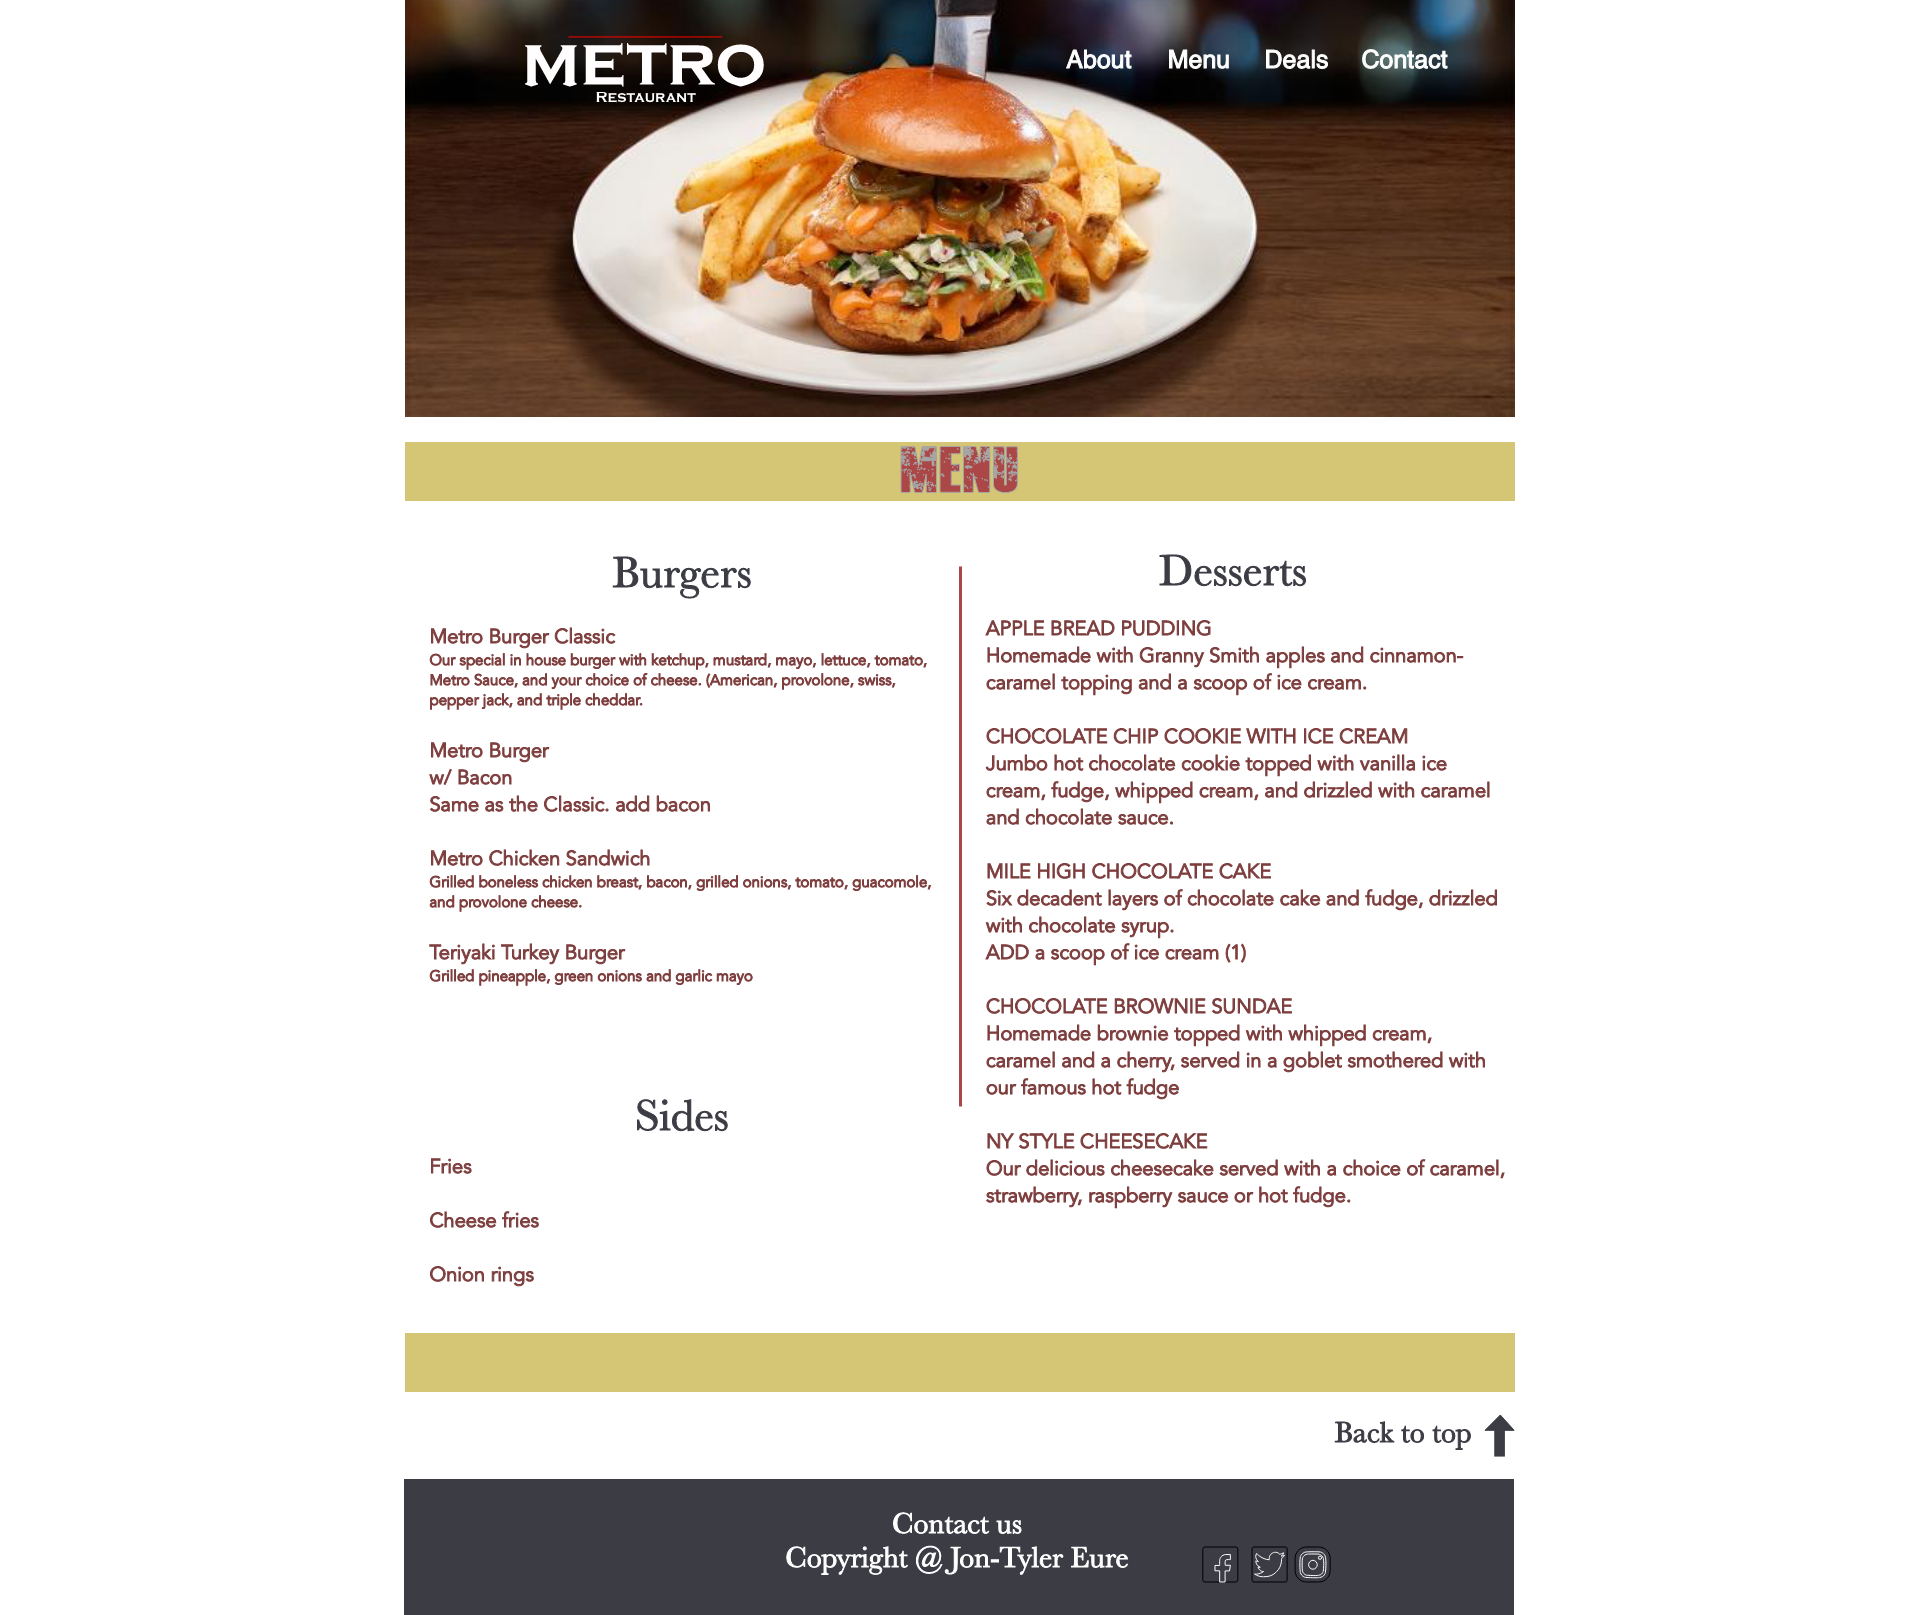 METRO
RESTAURANT
About Menu Deals Contact
MENU
Burgers
Metro Burger Classic
Our special in house burger with ketchup, mustard, mayo, lettuce, tomato,
Metro Sauce, and your choice of cheese. (American, provolone, swiss,
pepper jack, and triple cheddar.
Metro Burger
w/ Bacon
Same as the Classic. add bacon
Metro Chicken Sandwich
Grilled boneless chicken breast, bacon, grilled onions, tomato, guacomole,
and provolone cheese.
Teriyaki Turkey Burger
Grilled pineapple, green onions and garlic mayo
Sides
Fries
Cheese fries
Onion rings
Desserts
APPLE BREAD PUDDING
Homemade with Granny Smith apples and cinnamon-
caramel topping and a scoop of ice cream.
CHOCOLATE CHIP COOKIE WITH ICE CREAM
Jumbo hot chocolate cookie topped with vanilla ice
cream, fudge, whipped cream, and drizzled with caramel
and chocolate sauce.
MILE HIGH CHOCOLATE CAKE
Six decadent layers of chocolate cake and fudge, drizzled
with chocolate syrup.
ADD a scoop of ice cream (1)
CHOCOLATE BROWNIE SUNDAE
Homemade brownie topped with whipped cream,
caramel and a cherry, served in a goblet smothered with
our famous hot fudge
NY STYLE CHEESECAKE
Our delicious cheesecake served with a choice of caramel,
strawberry, raspberry sauce or hot fudge.
Back to top
Contact us
Copyright @ Jon-Tyler Eure